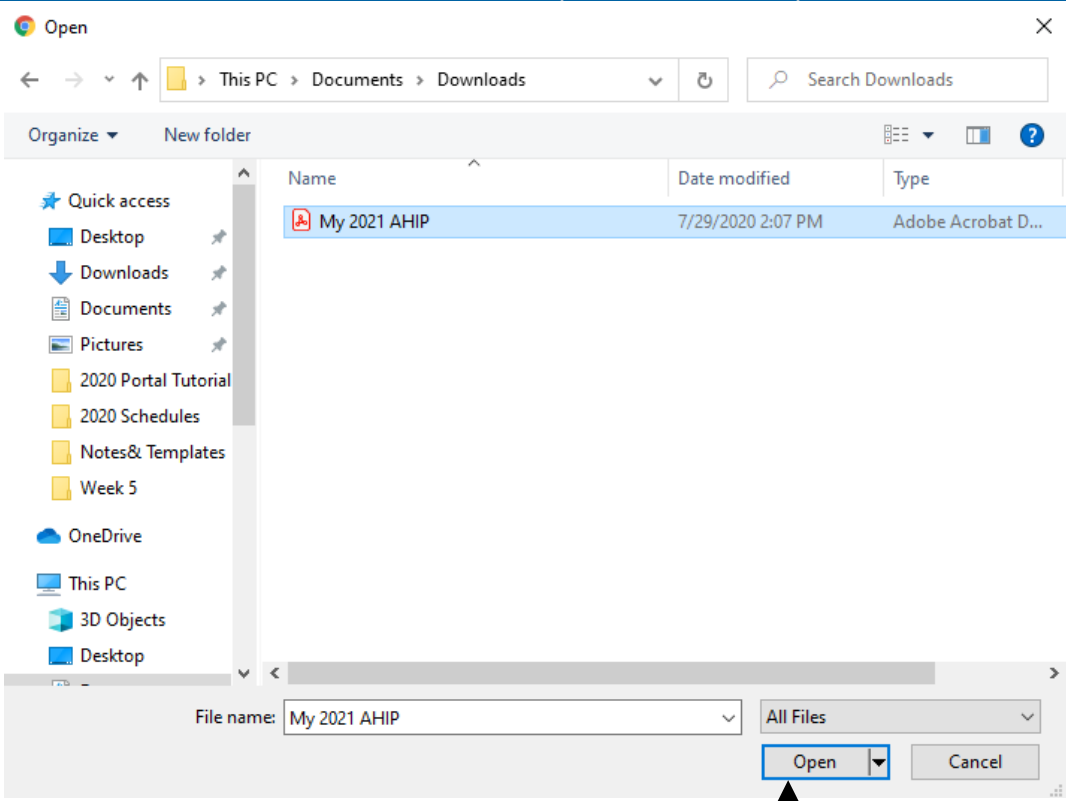 Open
This PC > Documents > Downloads
Search Downloads
Organize
New folder
?
Name
Date modified
Type
My 2021 AHIP
7/29/2020 2:07 PM
Adobe Acrobat D...
Quick access
Desktop
Downloads
Documents
Pictures
2020 Portal Tutorial
2020 Schedules
Notes& Templates
Week 5
OneDrive
This PC
3D Objects
Desktop
File name: My 2021 AHIP
All Files
Open
Cancel